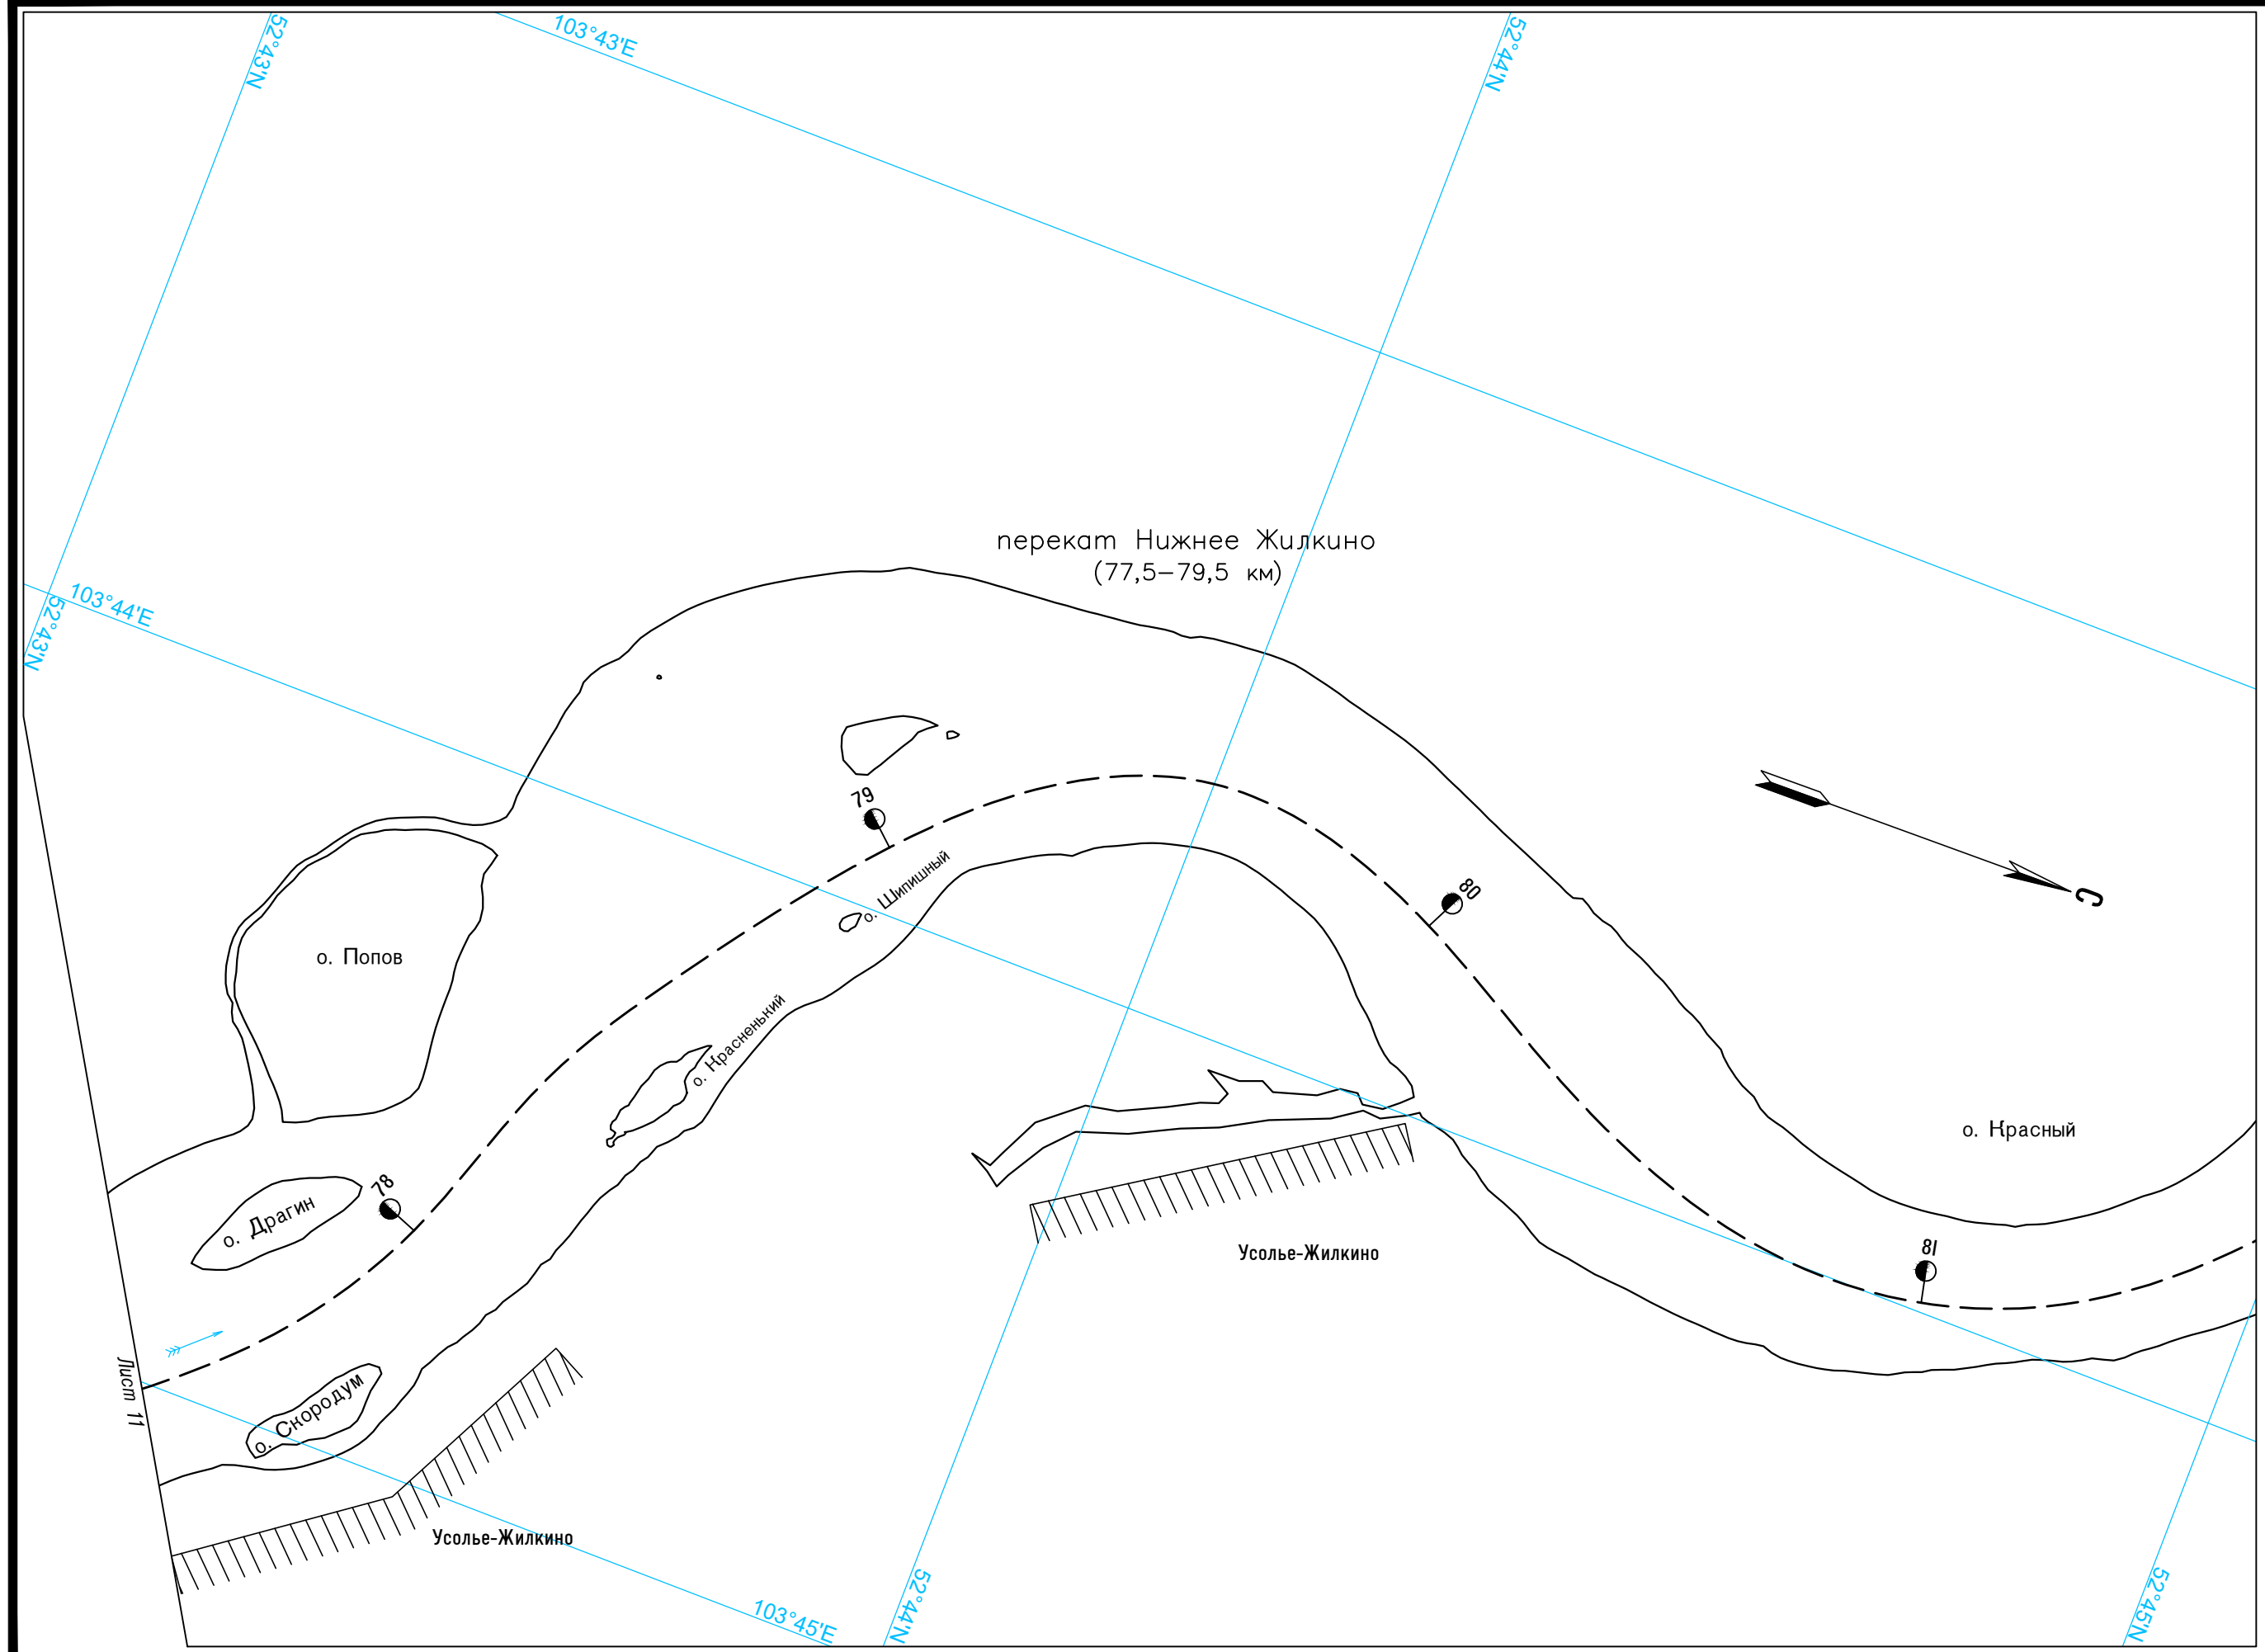 52°43'N
103°43'E
52°44'N
перекат Нижнее Жилкино
(77,5–79,5 км)
103°44'E
52°43'N
79
о. Шипишный
80
С
о. Попов
о. Красненький
о. Красный
78
о. Драгин
81
Усолье-Жилкино
Лист 11
о. Скородум
Усолье-Жилкино
103°45'E
52°44'N
52°45'N